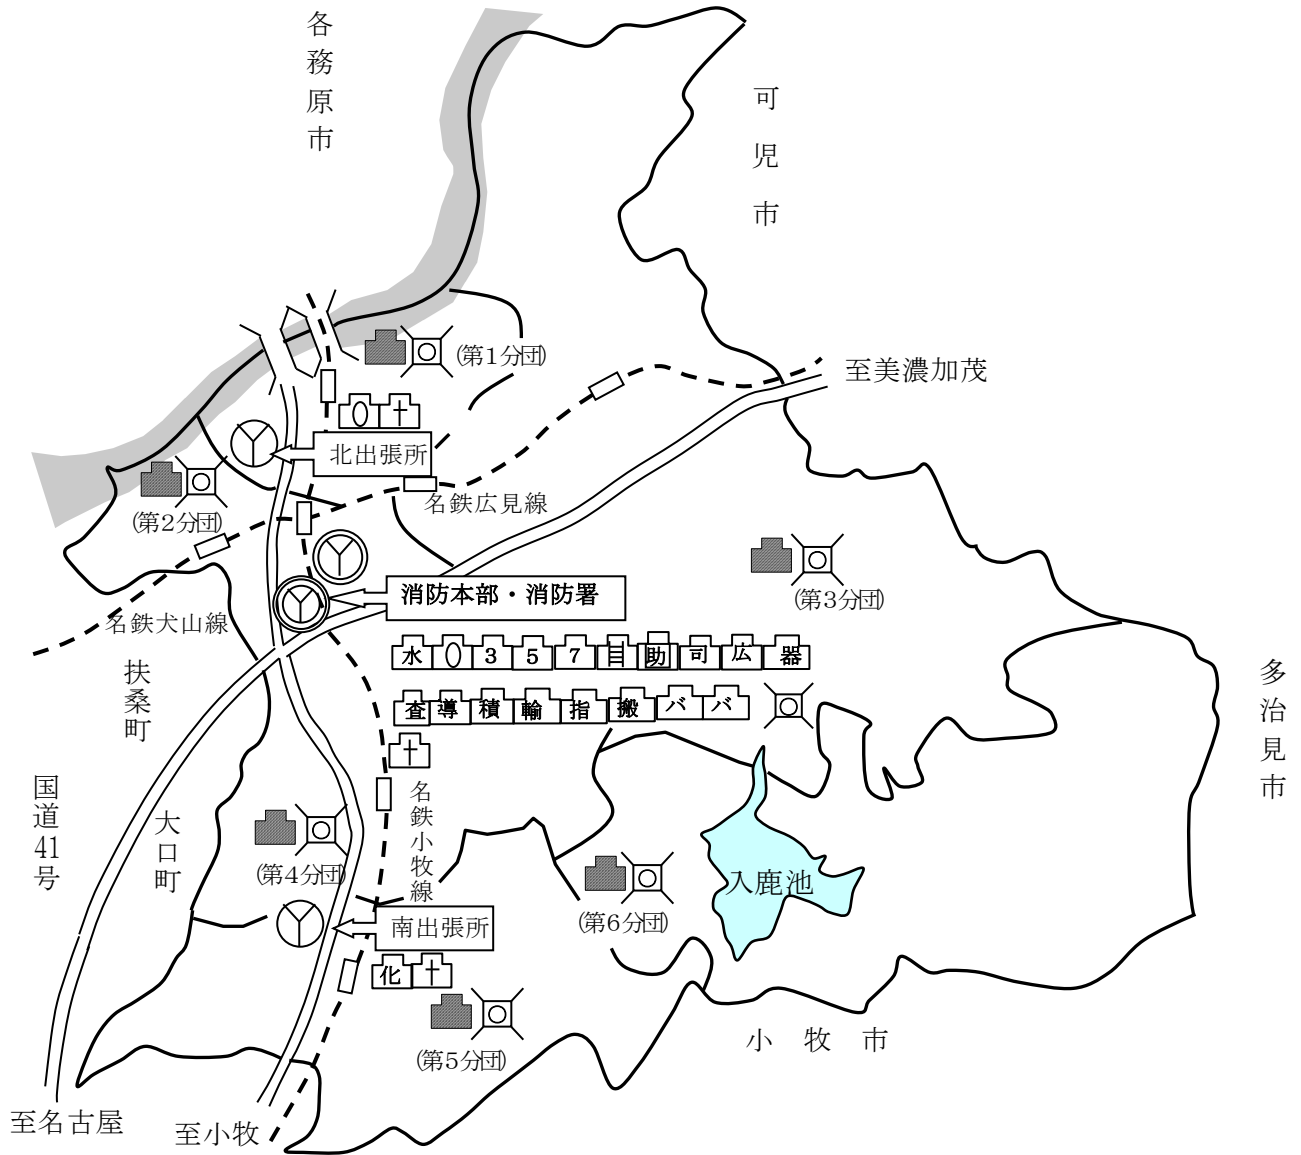 各務原市
可児市
(第1分団)
至美濃加茂
北出張所
名鉄広見線
(第2分団)
消防本部・消防署
(第3分団)
名鉄犬山線
水 0 3 5 7 自 助 司 広 器
扶桑町
多治見市
査 導 積 輸 指 搬 バ バ
国道41号
大口町
名鉄小牧線
(第4分団)
入鹿池
(第6分団)
南出張所
化
小牧市
(第5分団)
至名古屋
至小牧